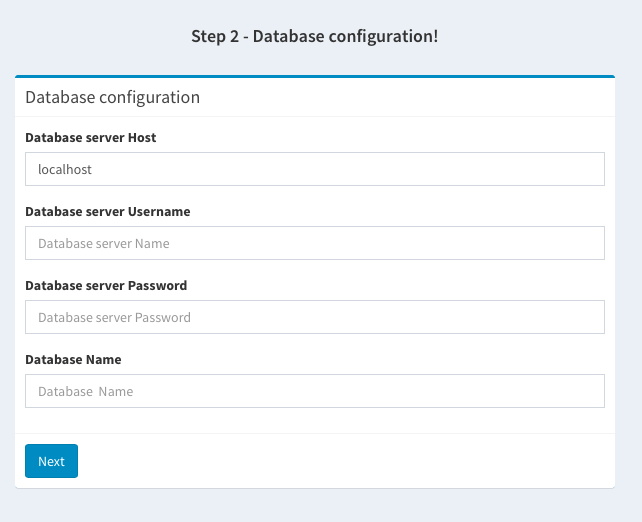 Step 2 - Database configuration!
Database configuration
Database server Host
localhost
Database server Username
Database server Name
Database server Password
Database server Password
Database Name
Database  Name
Next